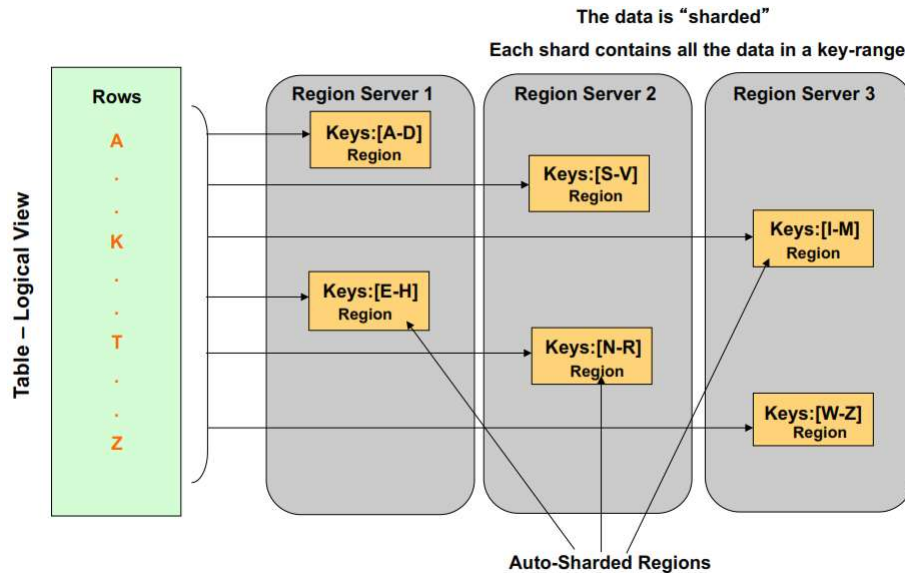 The data is “sharded”
Each shard contains all the data in a key-range
Table – Logical View
Rows
A
.
.
K
.
.
T
.
.
Z
Region Server 1
Keys:[A-D]
Region
Keys:[E-H]
Region
Region Server 2
Keys:[S-V]
Region
Keys:[N-R]
Region
Region Server 3
Keys:[I-M]
Region
Keys:[W-Z]
Region
Auto-Sharded Regions